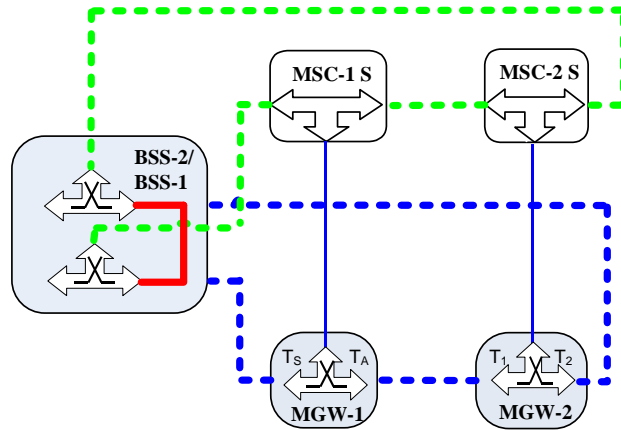 MSC-1 S
MSC-2 S
BSS-2/
BSS-1
TS TA
MGW-1
T1 T2
MGW-2